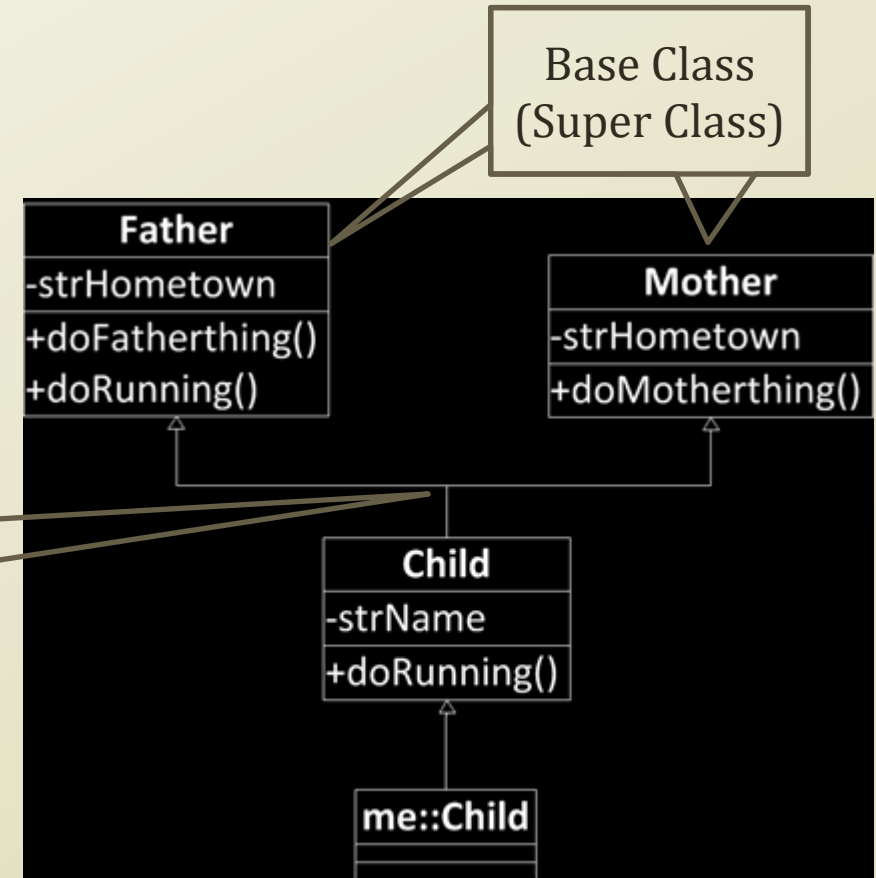 Base Class
(Super Class)
Father
-strHometown
+doFatherthing()
+doRunning()
Mother
-strHometown
+doMotherthing()
Child
-strName
+doRunning()
me::Child